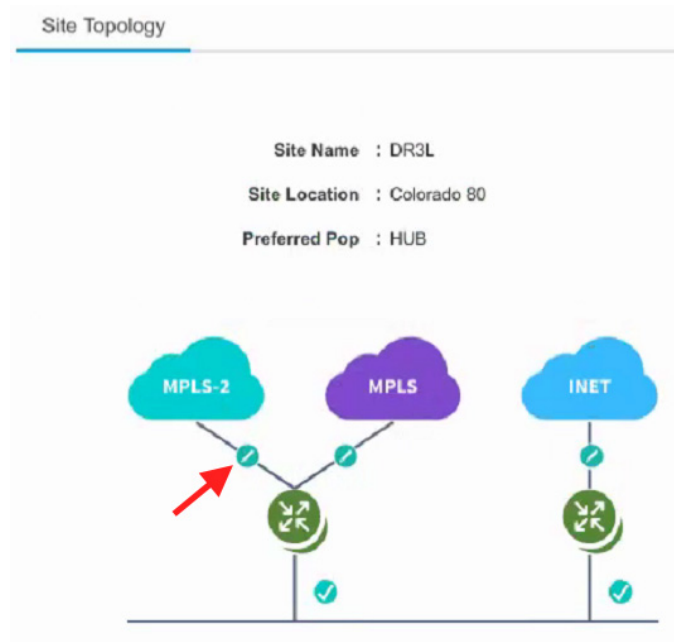 Site Topology
Site Name : DR3L
Site Location : Colorado 80
Preferred Pop : HUB
MPLS-2 MPLS INET